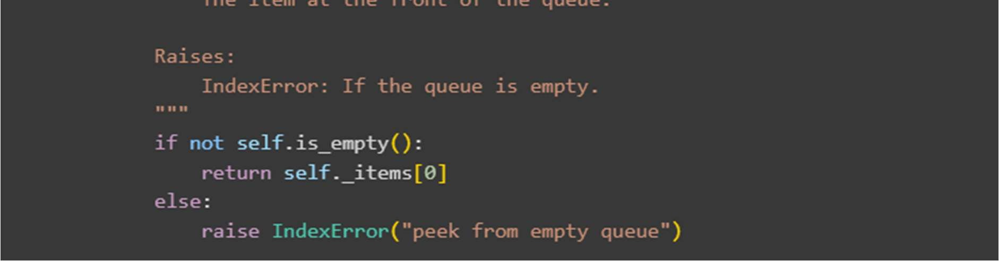 The item at the front of the queue.
Raises:
IndexError: If the queue is empty.
"""
if not self.is_empty():
return self._items[0]
else:
raise IndexError("peek from empty queue")